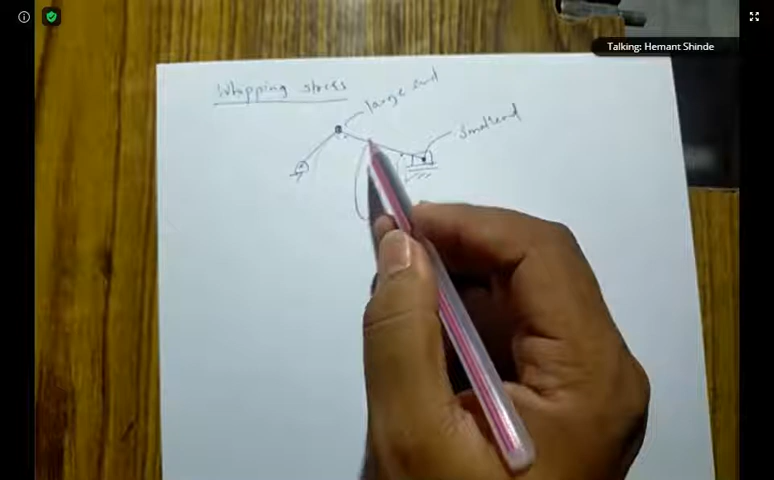 Talking: Hemant Shinde
Whipping stress
large end
Small end